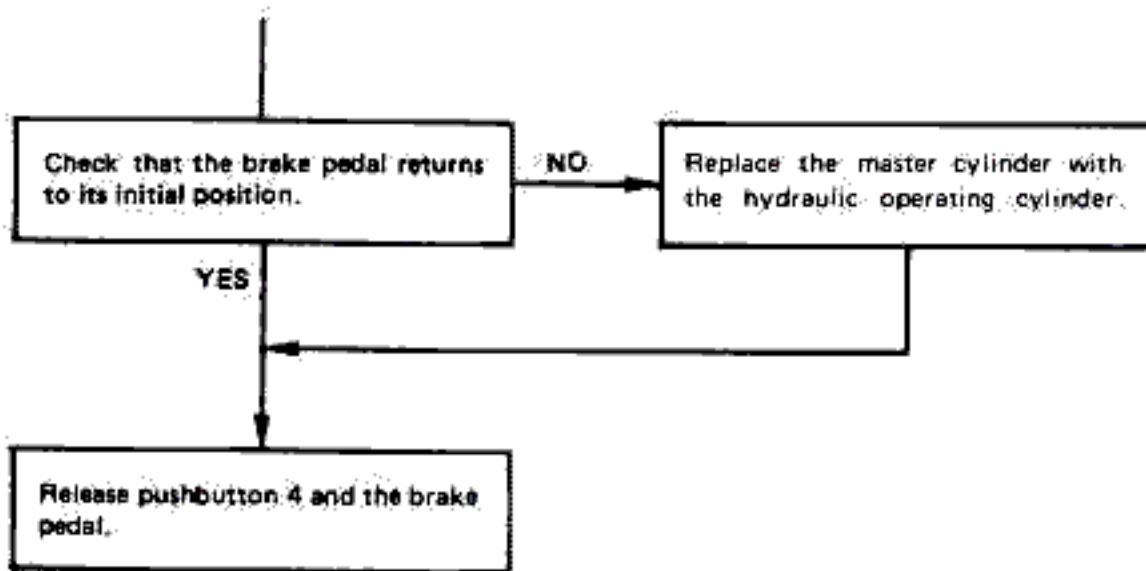 Check that the brake pedal returns
to its initial position.
NO
Replace the master cylinder with
the hydraulic operating cylinder.
YES
Release pushbutton 4 and the brake
pedal.